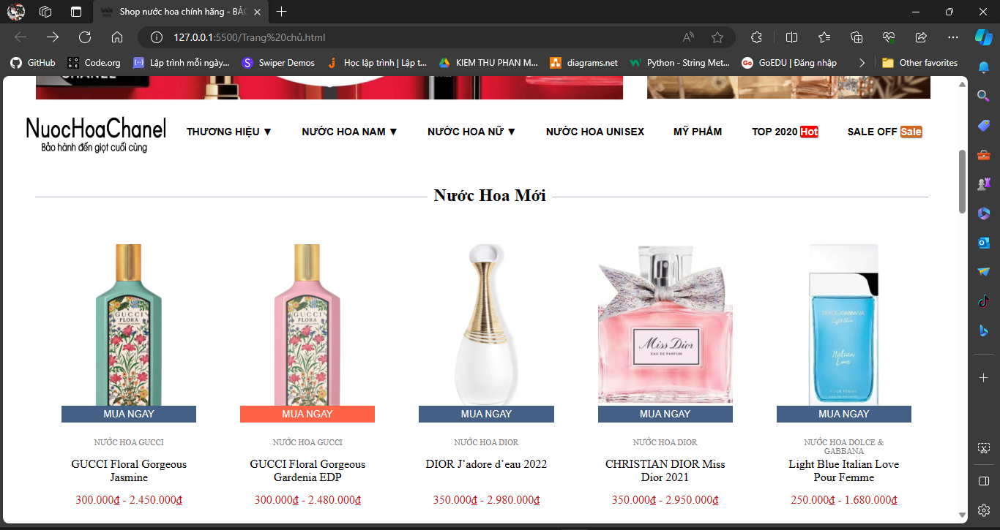 Shop nước hoa chính hãng - BẢC
127.0.0.1:5500/Trang%20chủ.html
GitHub
Code.org
Lập trình mỗi ngày...
Swiper Demos
Học lập trình | Lập t...
KIEM THU PHAN M...
diagrams.net
Python - String Met...
GoEDU | Đăng nhập
Other favorites
CHANEL
NuocHoaChanel
Bảo hành đến giọt cuối cùng
THƯƠNG HIỆU ▼
NƯỚC HOA NAM ▼
NƯỚC HOA NỮ ▼
NƯỚC HOA UNISEX
MỸ PHẨM
TOP 2020 Hot
SALE OFF Sale
Nước Hoa Mới
GUCCI
FLORA
GUCCI
FLORA
Miss Dior
EAU DE PARFUM
DOLCE & GABBANA
light blue
Italian
Love
POUR FEMME
MUA NGAY
MUA NGAY
MUA NGAY
MUA NGAY
MUA NGAY
NƯỚC HOA GUCCI
GUCCI Floral Gorgeous
Jasmine
300.000₫ - 2.450.000₫
NƯỚC HOA GUCCI
GUCCI Floral Gorgeous
Gardenia EDP
300.000₫ - 2.480.000₫
NƯỚC HOA DIOR
DIOR J’adore d’eau 2022
350.000₫ - 2.980.000₫
NƯỚC HOA DIOR
CHRISTIAN DIOR Miss
Dior 2021
350.000₫ - 2.950.000₫
NƯỚC HOA DOLCE &
GABBANA
Light Blue Italian Love
Pour Femme
250.000₫ - 1.680.000₫